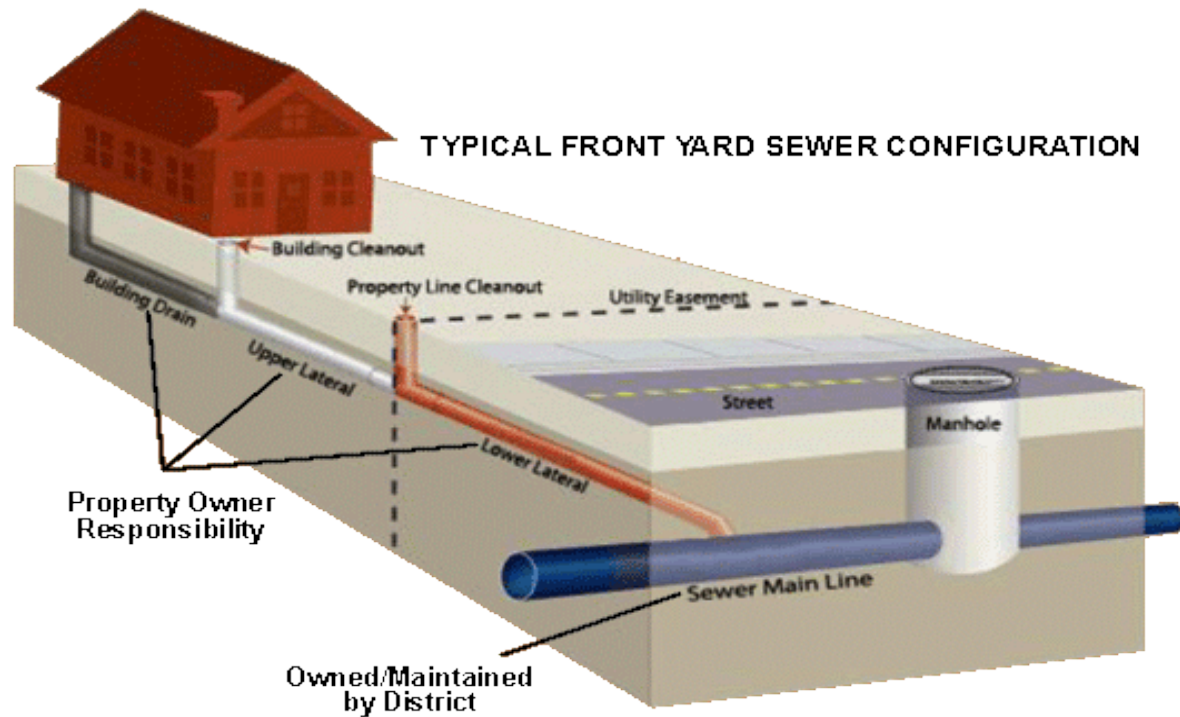 TYPICAL FRONT YARD SEWER CONFIGURATION
Building Cleanout
Property Line Cleanout
Utility Easement
Building Drain
Upper Lateral
Street
Manhole
Lower Lateral
Property Owner
Responsibility
Sewer Main Line
Owned/Maintained
by District